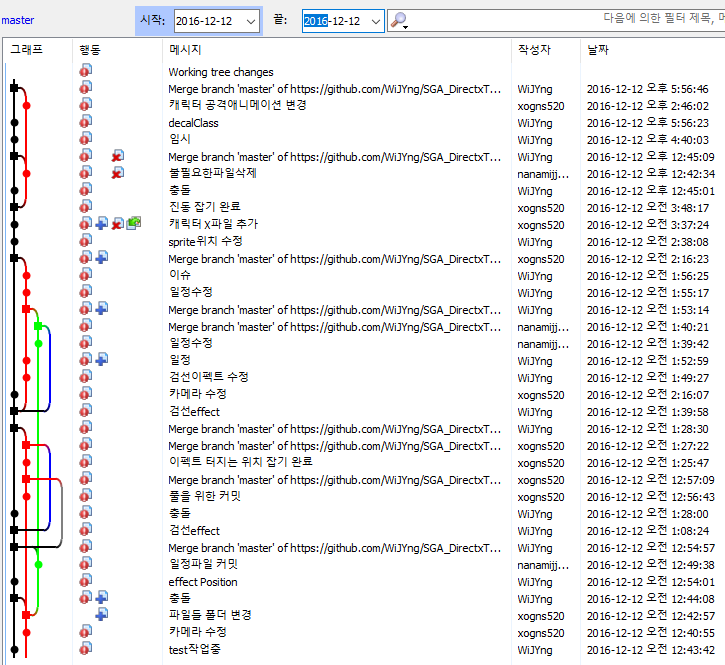 master 시작: 2016-12-12 끝: 2016-12-12 다음에 의한 필터 제목, 메
그래프 행동 메시지 작성자 날짜
Working tree changes
Merge branch 'master' of https://github.com/WiJYng/SGA_DirectxT... WiJYng 2016-12-12 오후 5:56:46
캐릭터 공격애니메이션 변경 xogns520 2016-12-12 오후 2:46:02
decalClass WiJYng 2016-12-12 오후 5:56:23
임시 WiJYng 2016-12-12 오후 4:40:03
Merge branch 'master' of https://github.com/WiJYng/SGA_DirectxT... WiJYng 2016-12-12 오후 12:45:09
불필요한파일삭제 nanamijj... 2016-12-12 오후 12:42:34
충돌 WiJYng 2016-12-12 오후 12:45:01
진동 잡기 완료 xogns520 2016-12-12 오전 3:48:17
캐릭터 X파일 추가 xogns520 2016-12-12 오전 3:37:24
sprite위치 수정 WiJYng 2016-12-12 오전 2:38:08
Merge branch 'master' of https://github.com/WiJYng/SGA_DirectxT... xogns520 2016-12-12 오전 2:16:23
이슈 WiJYng 2016-12-12 오전 1:56:25
일정수정 WiJYng 2016-12-12 오전 1:55:17
Merge branch 'master' of https://github.com/WiJYng/SGA_DirectxT... WiJYng 2016-12-12 오전 1:53:14
Merge branch 'master' of https://github.com/WiJYng/SGA_DirectxT... nanamijj... 2016-12-12 오전 1:40:21
일정수정 nanamijj... 2016-12-12 오전 1:39:42
일정 WiJYng 2016-12-12 오전 1:52:59
검선이펙트 수정 WiJYng 2016-12-12 오전 1:49:27
카메라 수정 xogns520 2016-12-12 오전 2:16:07
검선effect WiJYng 2016-12-12 오전 1:39:58
Merge branch 'master' of https://github.com/WiJYng/SGA_DirectxT... WiJYng 2016-12-12 오전 1:28:30
Merge branch 'master' of https://github.com/WiJYng/SGA_DirectxT... xogns520 2016-12-12 오전 1:27:22
이펙트 터지는 위치 잡기 완료 xogns520 2016-12-12 오전 1:25:47
Merge branch 'master' of https://github.com/WiJYng/SGA_DirectxT... xogns520 2016-12-12 오전 12:57:09
풀을 위한 커밋 xogns520 2016-12-12 오전 12:56:43
충돌 WiJYng 2016-12-12 오전 1:28:00
검선effect WiJYng 2016-12-12 오전 1:08:24
Merge branch 'master' of https://github.com/WiJYng/SGA_DirectxT... WiJYng 2016-12-12 오전 12:54:57
일정파일 커밋 nanamijj... 2016-12-12 오전 12:49:38
effect Position WiJYng 2016-12-12 오전 12:54:01
충돌 WiJYng 2016-12-12 오전 12:44:08
파일들 폴더 변경 xogns520 2016-12-12 오전 12:42:57
카메라 수정 xogns520 2016-12-12 오전 12:40:55
test작업중 WiJYng 2016-12-12 오전 12:43:42